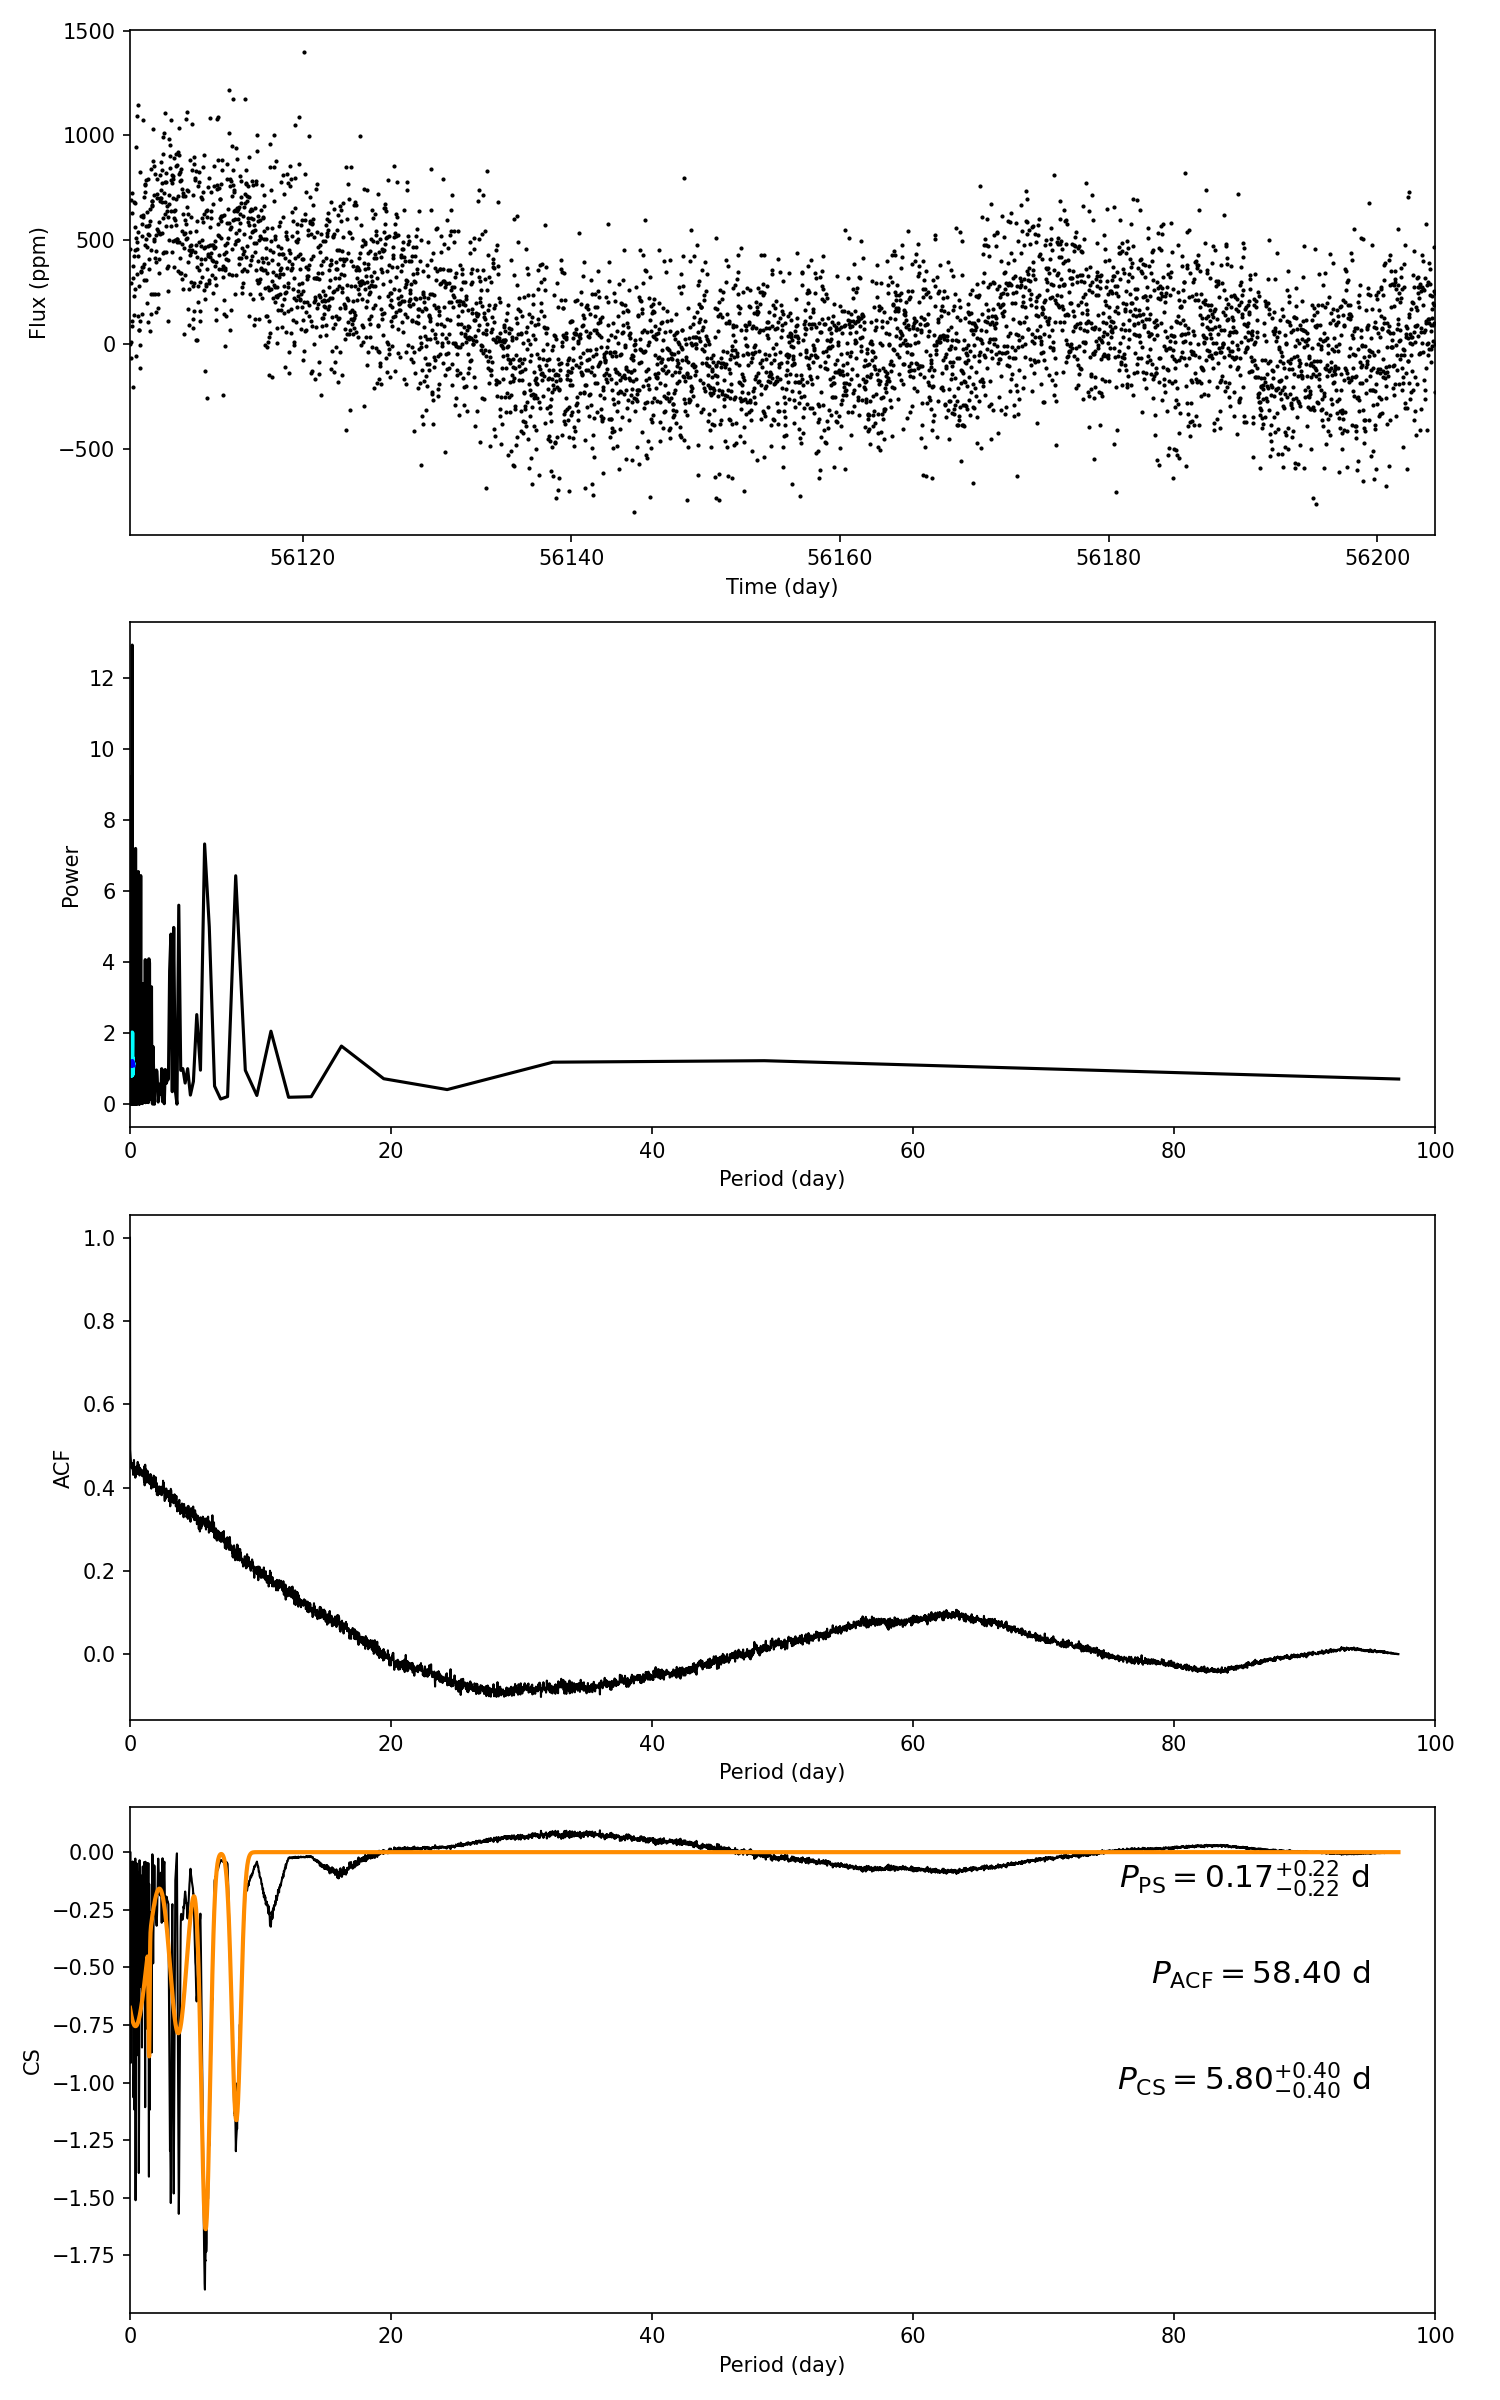 1500
1000
500
0
−500
Flux (ppm)
56120 56140 56160 56180 56200
Time (day)
12
10
8
6
4
2
0
Power
0 20 40 60 80 100
Period (day)
1.0
0.8
0.6
0.4
0.2
0.0
ACF
0 20 40 60 80 100
Period (day)
0.00
−0.25
−0.50
−0.75
−1.00
−1.25
−1.50
−1.75
CS
P_PS = 0.17^{+0.22}_{−0.22} d
P_ACF = 58.40 d
P_CS = 5.80^{+0.40}_{−0.40} d
0 20 40 60 80 100
Period (day)